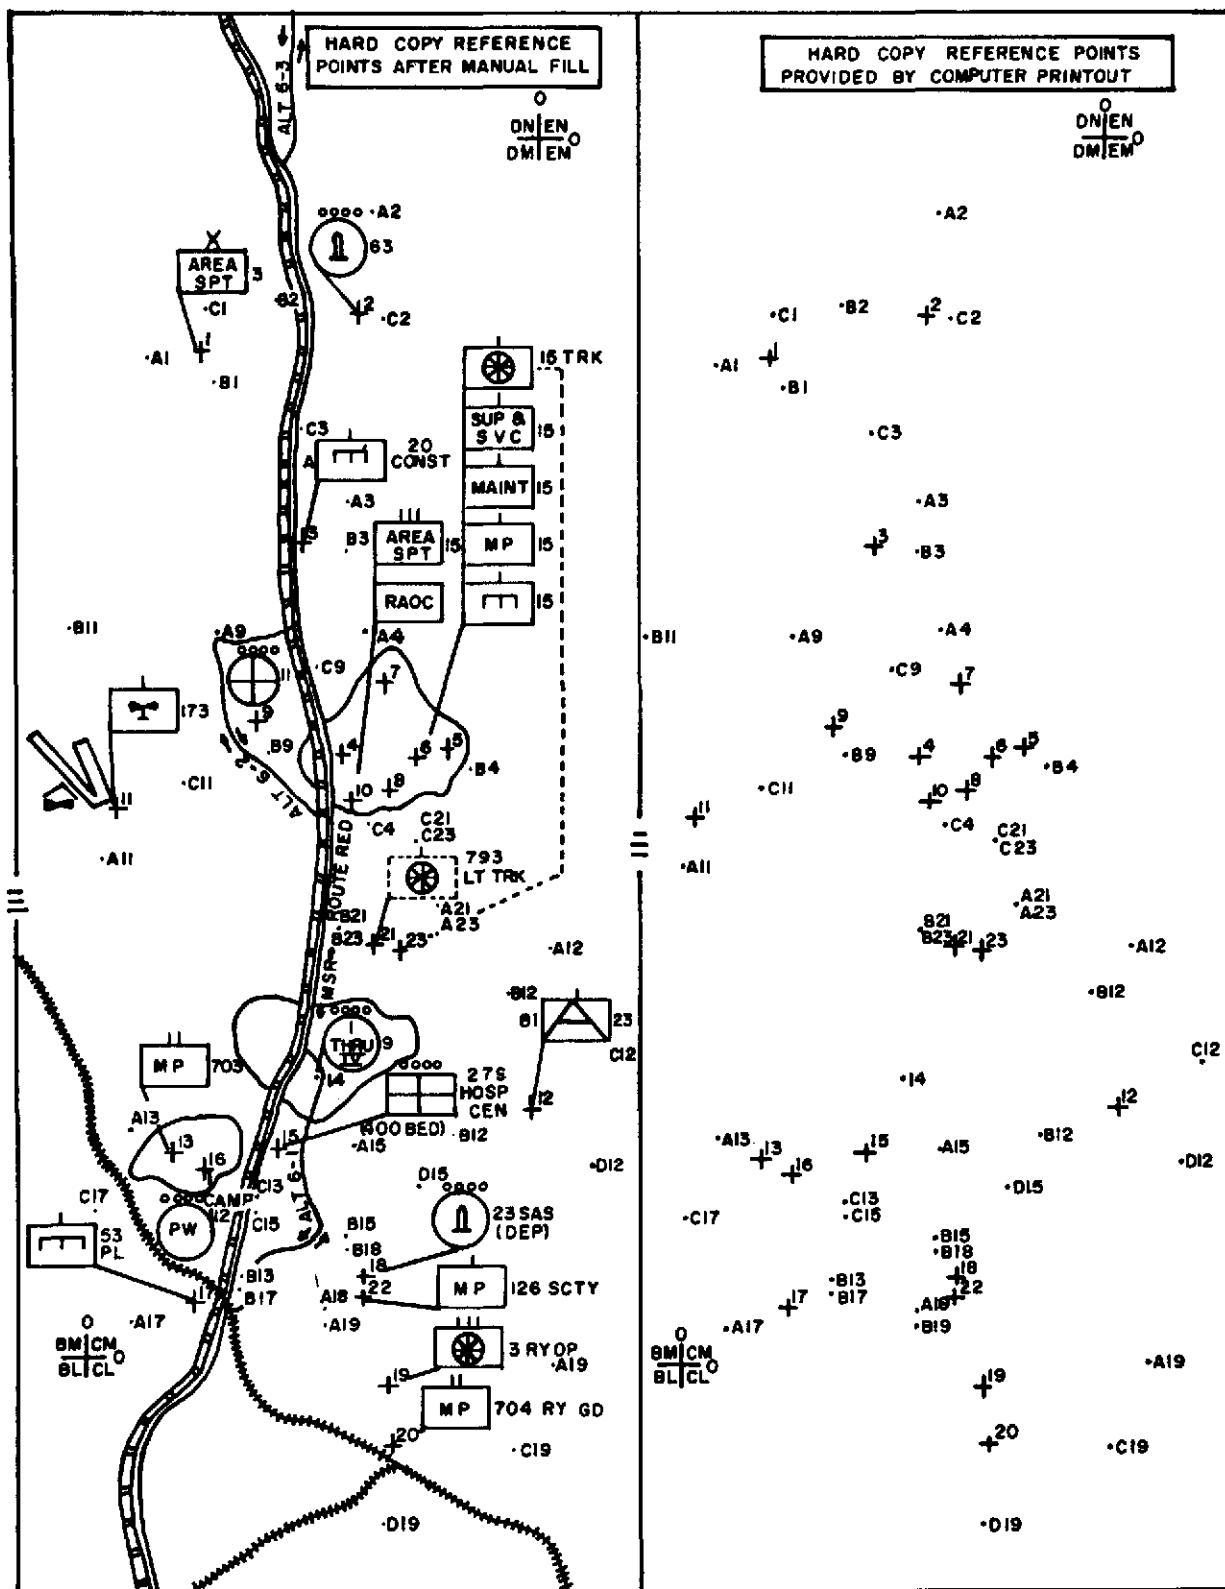 HARD COPY REFERENCE
POINTS AFTER MANUAL FILL
ALT 6-3
O
DN EN
DM EM O
A2
63
AREA
SPT
3
C1
B2
2
C2
1
A1
B1
15 TRK
C3
SUP &
SVC
15
A
20
CONST
MAINT
15
A3
3
B3
AREA
SPT
15
MP
15
RAOC
15
B11
A9
A4
11
C9
7
173
9
B9
4
6
5
B4
ALT 6-2
C11
11
10
8
C4
C21
C23
A11
793
LT TRK
MSR ROUTE RED
B21
B23
21
23
A21
A23
A12
B12
81
23
C12
I
THRU
IV
9
MP
703
14
27S
HOSP
CEN
(400 BED)
12
A13
13
15
A15
B12
16
D12
ALT 6-1
C13
D15
C17
CAMP
12
C15
PW
23 SAS
(DEP)
53
PL
B15
B18
18
B13
B17
22
MP
126 SCTY
17
A17
A18
A19
O
BM CM
BL CL O
3 RY OP
A19
19
MP
704 RY GD
20
C19
D19
HARD COPY REFERENCE POINTS
PROVIDED BY COMPUTER PRINTOUT
O
DN EN
DM EM O
A2
C1
B2
2
C2
1
A1
B1
C3
A3
3
B3
B11
A9
A4
C9
7
9
B9
4
6
5
B4
C11
10
8
11
C4
C21
C23
A11
A21
A23
B21
B23
21
23
A12
B12
C12
14
12
A13
13
15
A15
B12
16
D12
C13
D15
C17
C15
B15
B18
18
B13
B17
22
17
A18
A17
B19
O
BM CM
BL CL O
A19
19
20
C19
D19